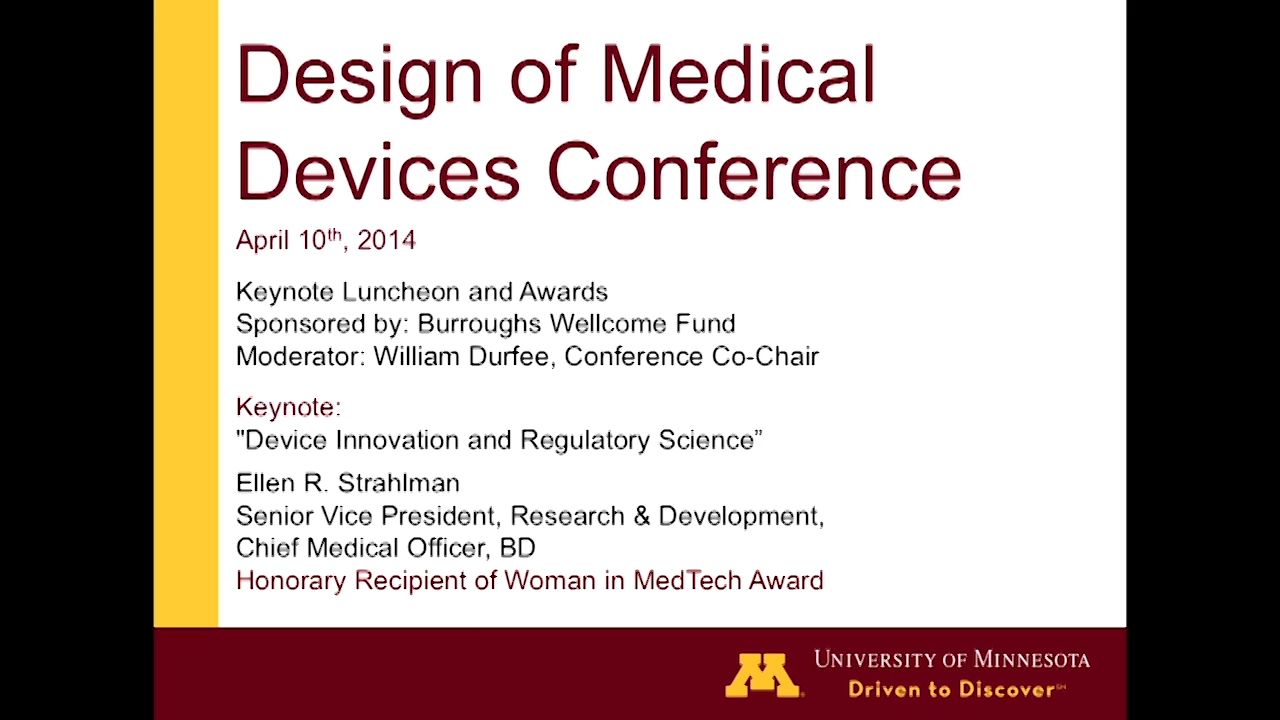 Design of Medical
Devices Conference
April 10th, 2014
Keynote Luncheon and Awards
Sponsored by: Burroughs Wellcome Fund
Moderator: William Durfee, Conference Co-Chair
Keynote:
"Device Innovation and Regulatory Science”
Ellen R. Strahlman
Senior Vice President, Research & Development,
Chief Medical Officer, BD
Honorary Recipient of Woman in MedTech Award
M
UNIVERSITY OF MINNESOTA
Driven to Discover℠